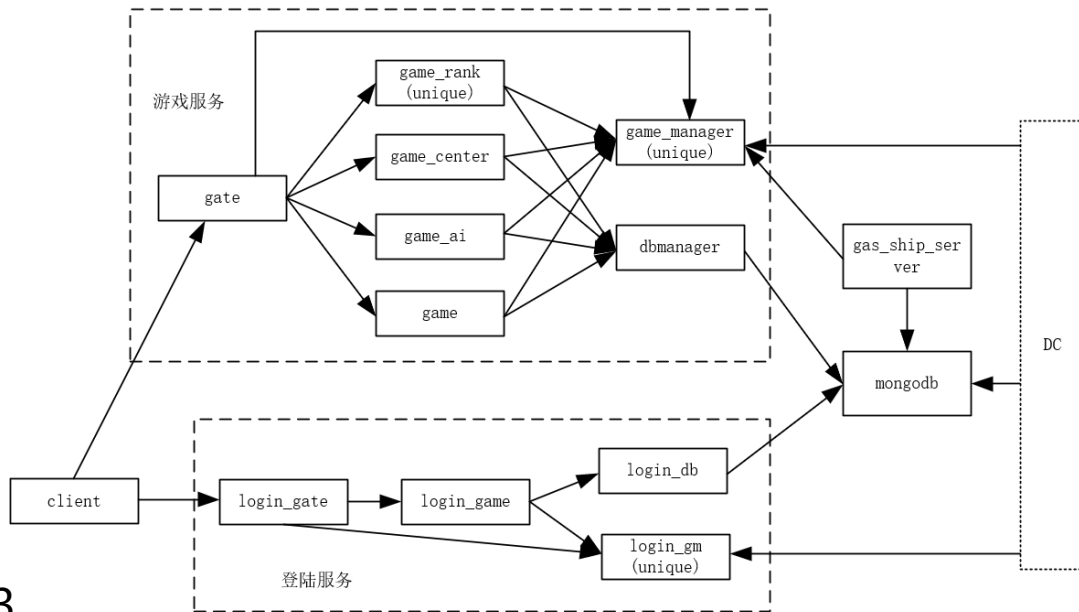 game_rank
(unique)
游戏服务
game_manager
(unique)
game_center
gate
game_ai
dbmanager
gas_ship_ser
ver
game
DC
mongodb
login_db
client
login_gate
login_game
login_gm
(unique)
登陆服务
3